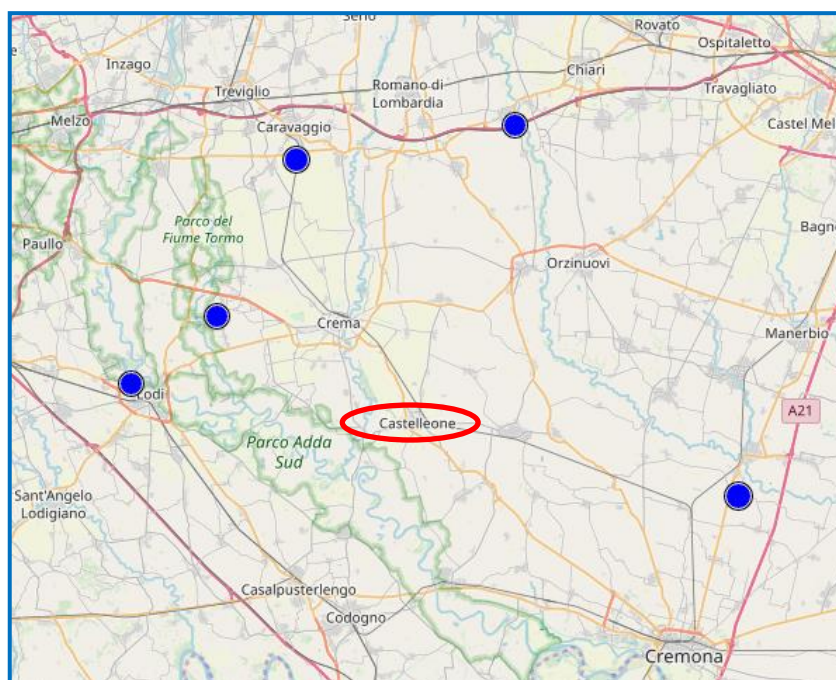 Serio
Rovato
Ospitaletto
Inzago
Chiari
Treviglio
Romano di
Lombardia
Travagliato
Melzo
Caravaggio
Castel Mel
Parco del
Fiume Tormo
Paullo
Bagn
Orzinuovi
Crema
Manerbio
Lodi
A21
Castelleone
Parco Adda
Sud
Sant'Angelo
Lodigiano
Casalpusterlengo
Codogno
Cremona